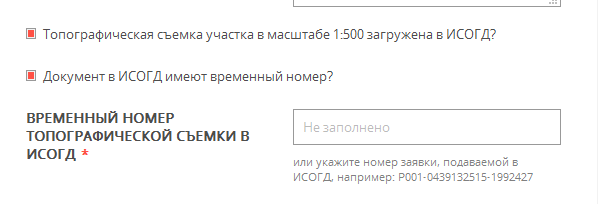 Топографическая съемка участка в масштабе 1:500 загружена в ИСОГД?
Документ в ИСОГД имеют временный номер?
ВРЕМЕННЫЙ НОМЕР
ТОПОГРАФИЧЕСКОЙ СЪЕМКИ В
ИСОГД *
Не заполнено
или укажите номер заявки, подаваемой в
ИСОГД, например: P001-0439132515-1992427